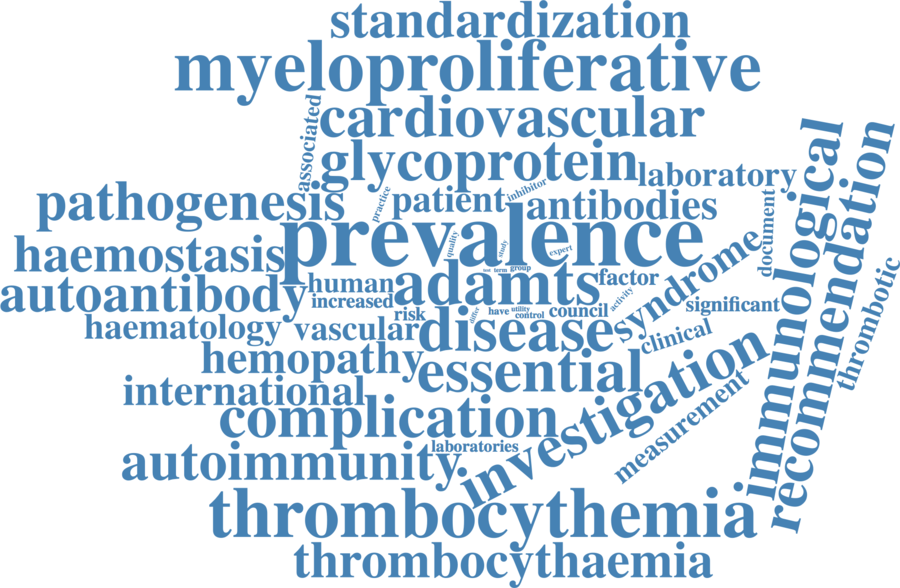 standardization
myeloproliferative
cardiovascular
associated
glycoprotein
laboratory
pathogenesis
practice
patient
inhibitor
antibodies
document
immunological
recommendation
haemostasis
prevalence
quality
study
expert
syndrome
test
term
group
autoantibody
human
adamts
factor
thrombotic
increased
activity
significant
risk
differ
have
utility
control
council
haematology
vascular
disease
clinical
hemopathy
essential
investigation
international
measurement
complication
laboratories
autoimmunity
thrombocythemia
thrombocythaemia